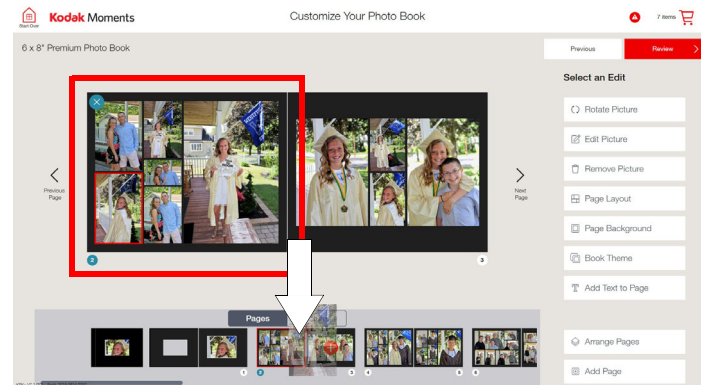 Kodak Moments
Customize Your Photo Book
7 items
Start Over
6 x 8" Premium Photo Book
Previous
Review
Select an Edit
Rotate Picture
Edit Picture
Remove Picture
Previous
Page
Next
Page
Page Layout
Page Background
2
3
Book Theme
Add Text to Page
Pages
Arrange Pages
1
2
3
4
5
6
Add Page